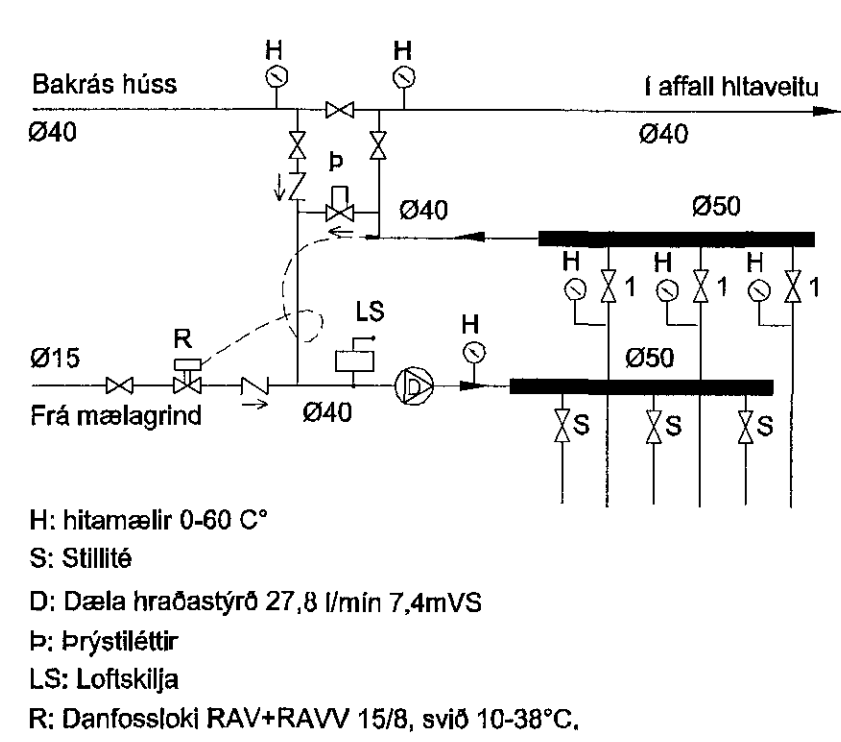 H H
Bakrás húss Í affall hitaveitu
Ø40 Ø40
Þ
Ø40 Ø50
H H H
1 1 1
LS
R H
Ø15 Ø50
D
Frá mælagrind Ø40 S S S
H: hitamælir 0-60 C°
S: Stillité
D: Dæla hraðastýrð 27,8 l/mín 7,4mVS
Þ: Þrýstiléttir
LS: Loftskilja
R: Danfossloki RAV+RAVV 15/8, svið 10-38°C.